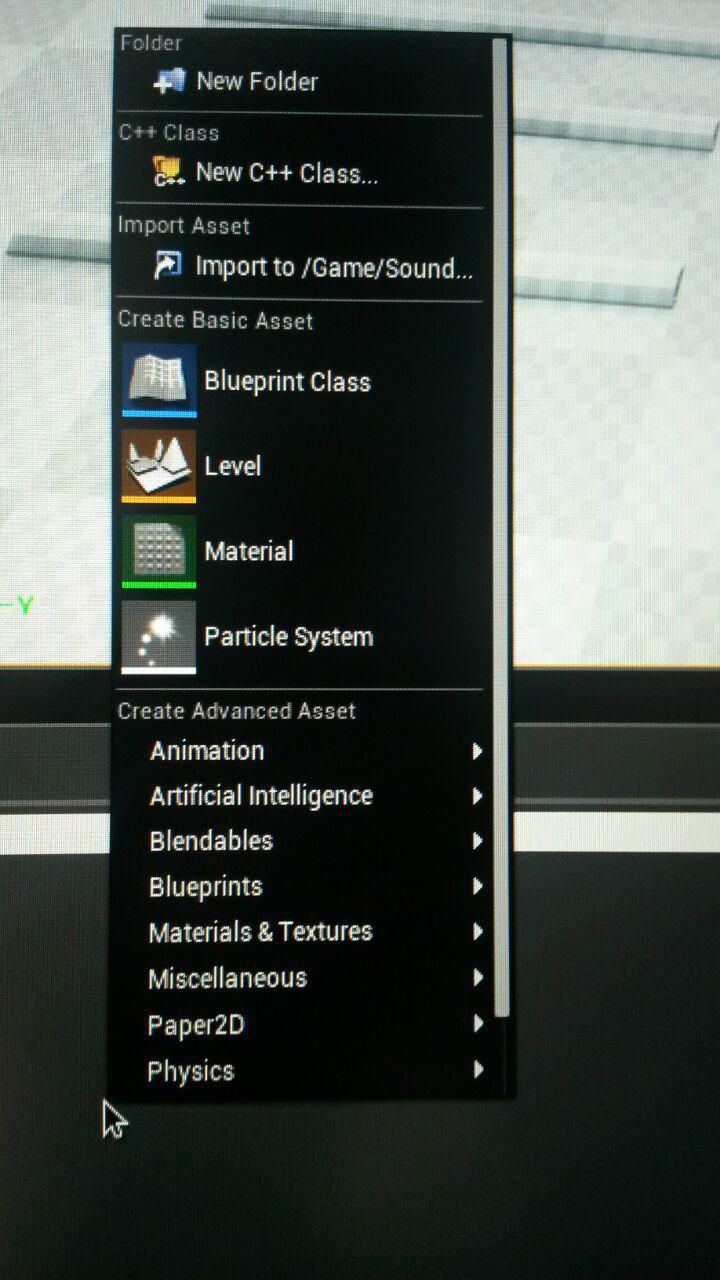 Folder
New Folder
C++ Class
C++
New C++ Class...
Import Asset
Import to /Game/Sound...
Create Basic Asset
Blueprint Class
Level
Material
Y
Particle System
Create Advanced Asset
Animation
Artificial Intelligence
Blendables
Blueprints
Materials & Textures
Miscellaneous
Paper2D
Physics